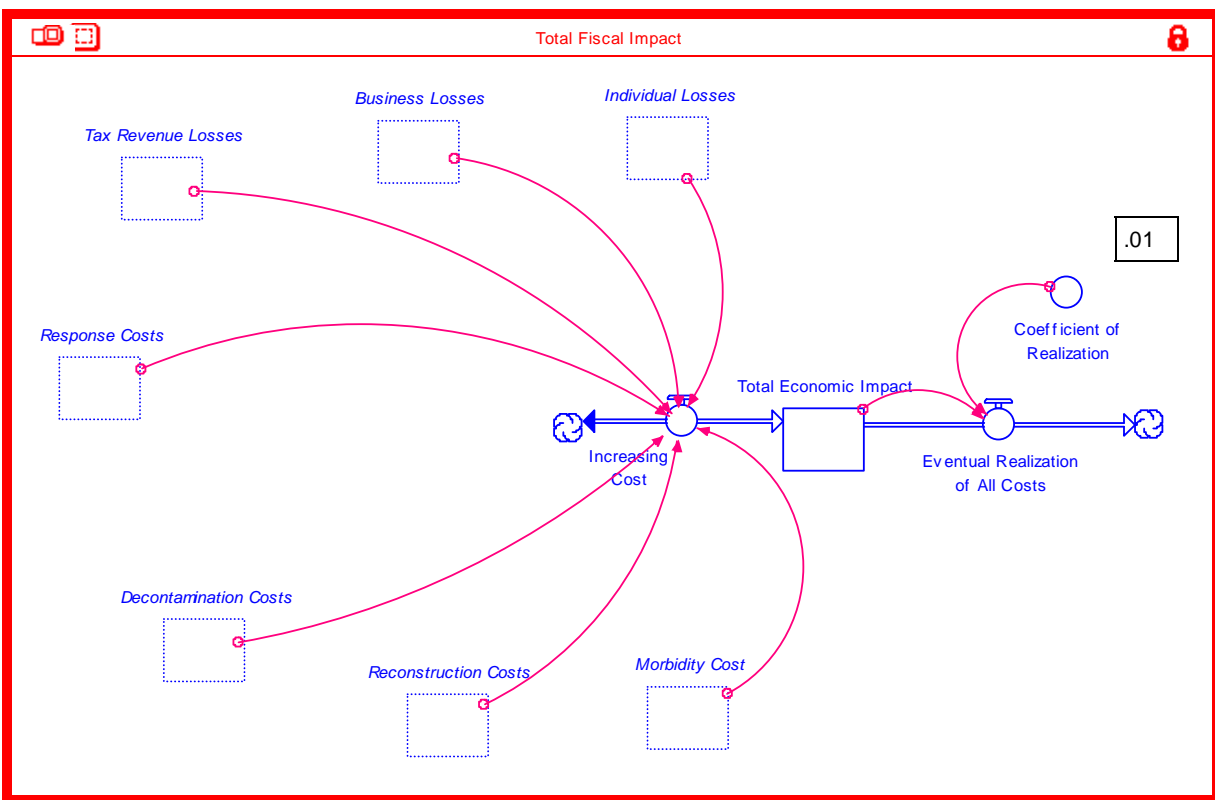 Total Fiscal Impact
Individual Losses
Business Losses
Tax Revenue Losses
.01
Response Costs
Coefficient of
Realization
Total Economic Impact
Increasing
Cost
Eventual Realization
of All Costs
Decontamination Costs
Reconstruction Costs
Morbidity Cost